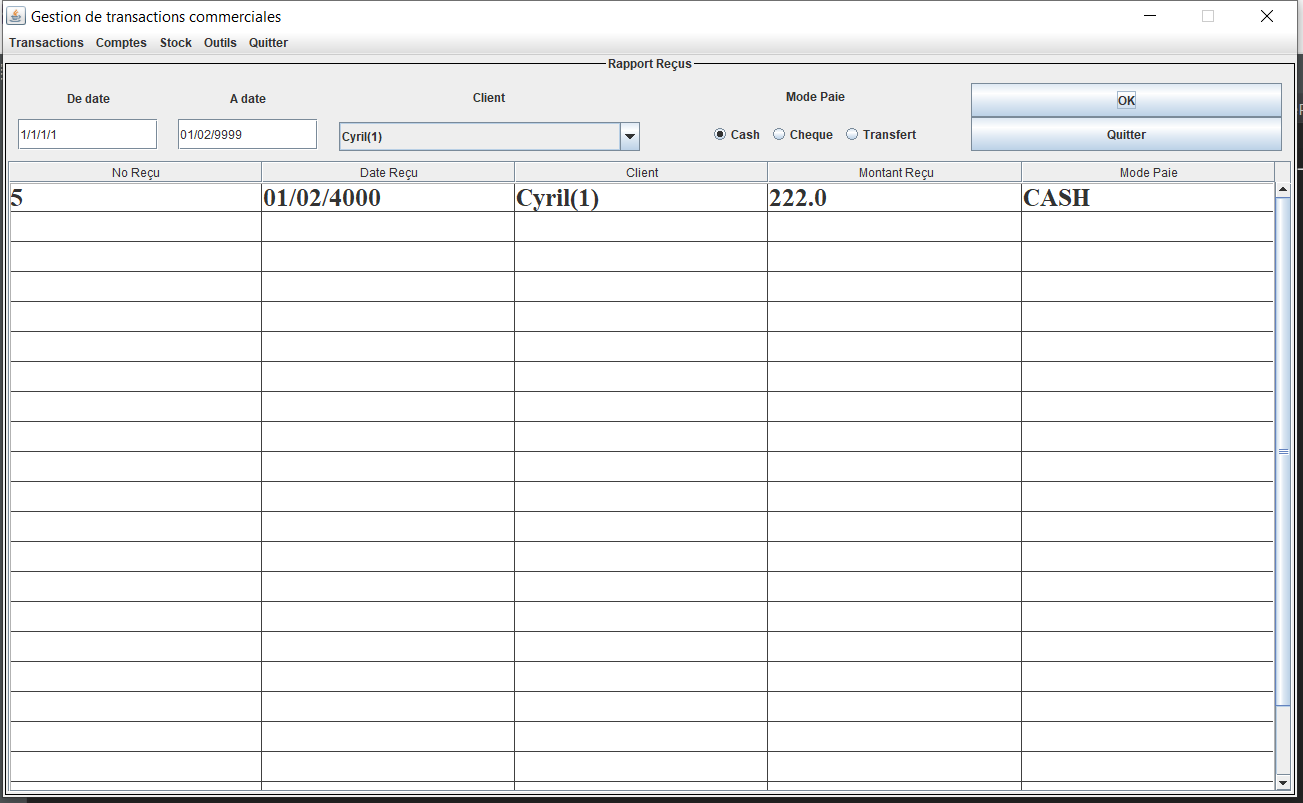 Gestion de transactions commerciales
Transactions Comptes Stock Outils Quitter
Rapport Reçus
De date A date Client Mode Paie OK
1/1/1/1 01/02/9999 Cyril(1) Cash Cheque Transfert Quitter
No Reçu Date Reçu Client Montant Reçu Mode Paie
5 01/02/4000 Cyril(1) 222.0 CASH